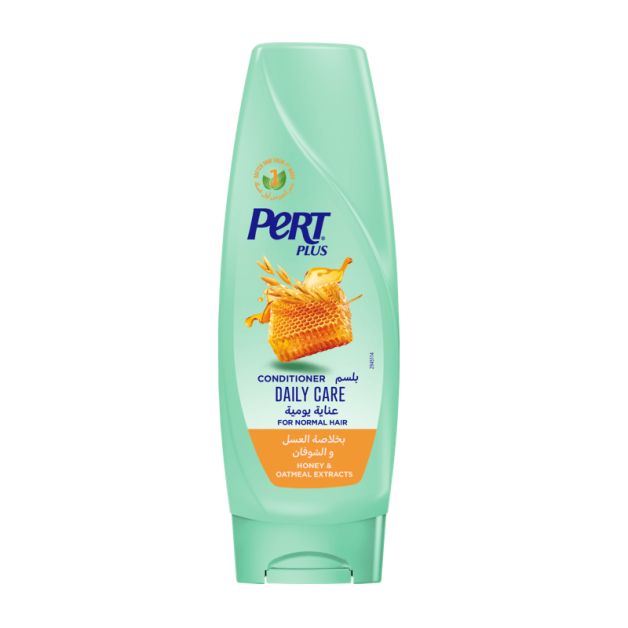 PeRT
PLUS
CONDITIONER بلسم
DAILY CARE
عناية يومية
FOR NORMAL HAIR
بخلاصة العسل
و الشوفان
HONEY &
OATMEAL EXTRACTS